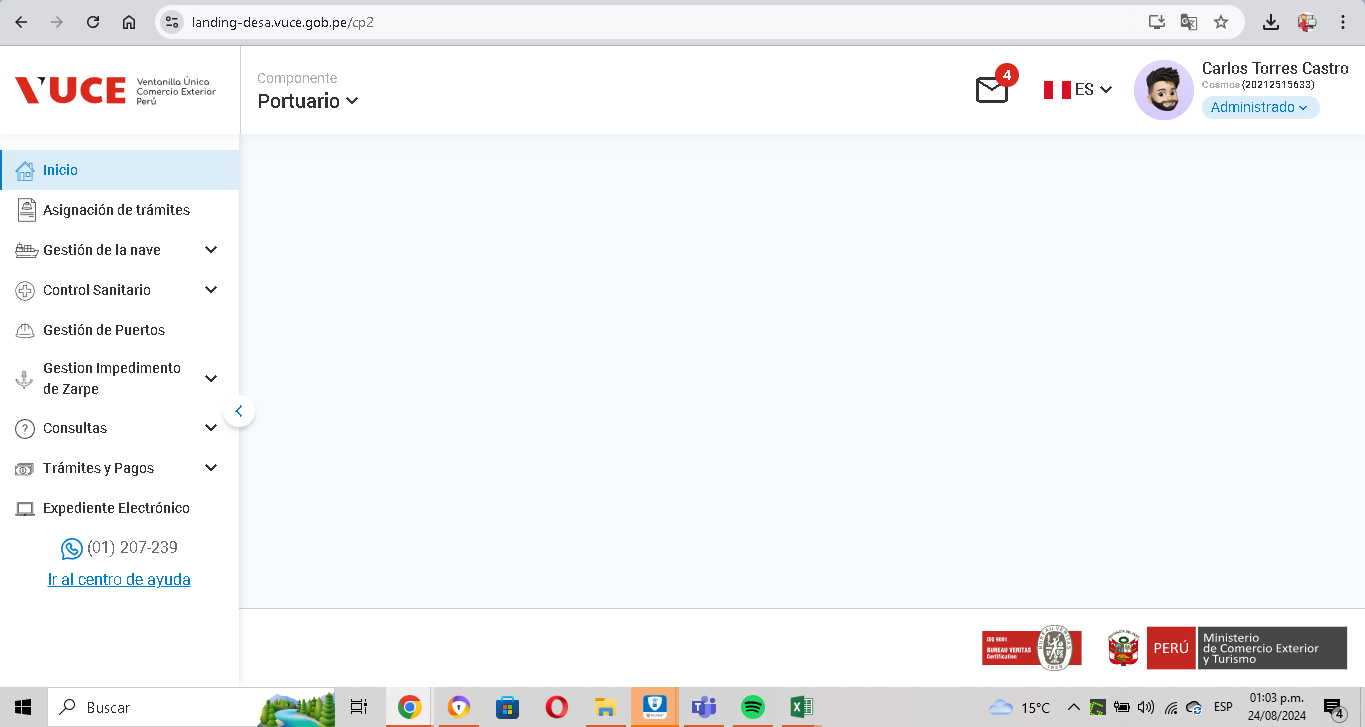 landing-desa.vuce.gob.pe/cp2
VUCE
Ventanilla Única
Comercio Exterior
Perú
Componente
Portuario
4
ES
Carlos Torres Castro
Cosmos (20212515633)
Administrado
Inicio
Asignación de trámites
Gestión de la nave
Control Sanitario
Gestión de Puertos
Gestion Impedimento
de Zarpe
Consultas
Trámites y Pagos
Expediente Electrónico
(01) 207-239
Ir al centro de ayuda
ISO 9001
BUREAU VERITAS
Certification
PERÚ
Ministerio
de Comercio Exterior
y Turismo
Buscar
15°C
ESP
01:03 p.m.
24/08/2024
4